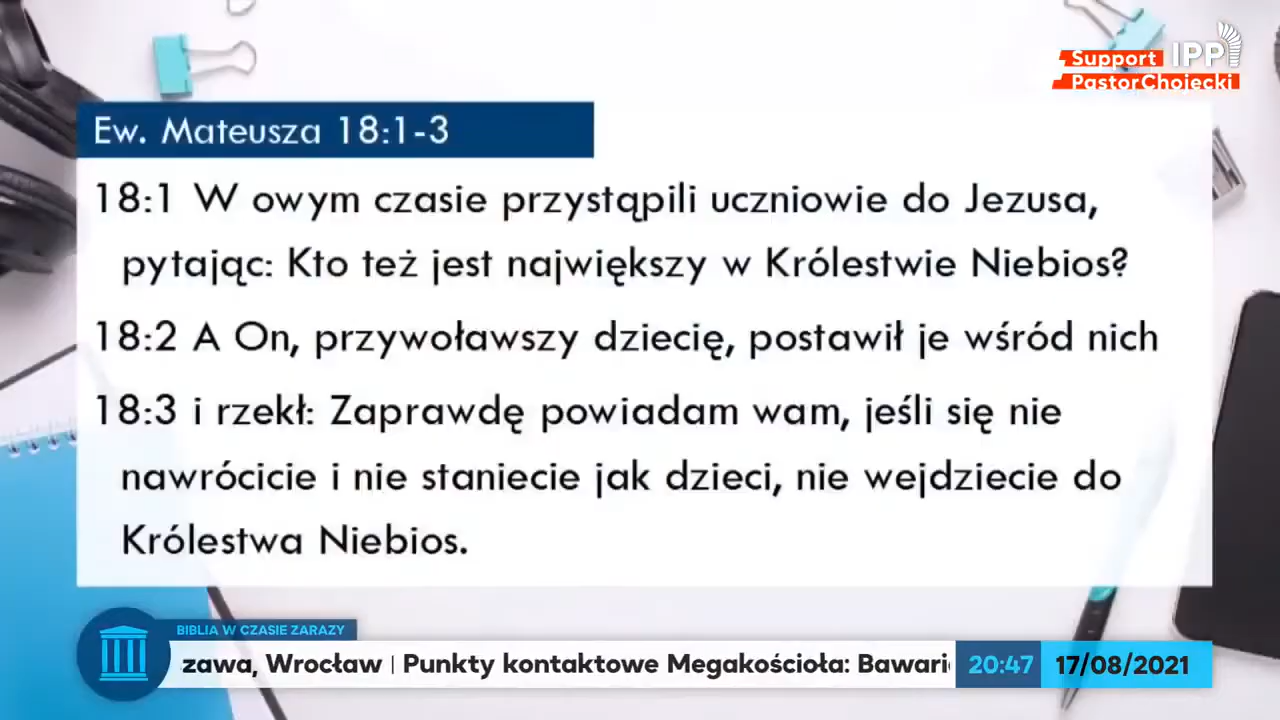 Support IPP
PastorChojecki
Ew. Mateusza 18:1-3
18:1 W owym czasie przystąpili uczniowie do Jezusa,
pytając: Kto też jest największy w Królestwie Niebios?
18:2 A On, przywoławszy dziecię, postawił je wśród nich
18:3 i rzekł: Zaprawdę powiadam wam, jeśli się nie
nawrócicie i nie staniecie jak dzieci, nie wejdziecie do
Królestwa Niebios.
BIBLIA W CZASIE ZARAZY
zawa, Wrocław | Punkty kontaktowe Megakościoła: Bawari 20:47 17/08/2021